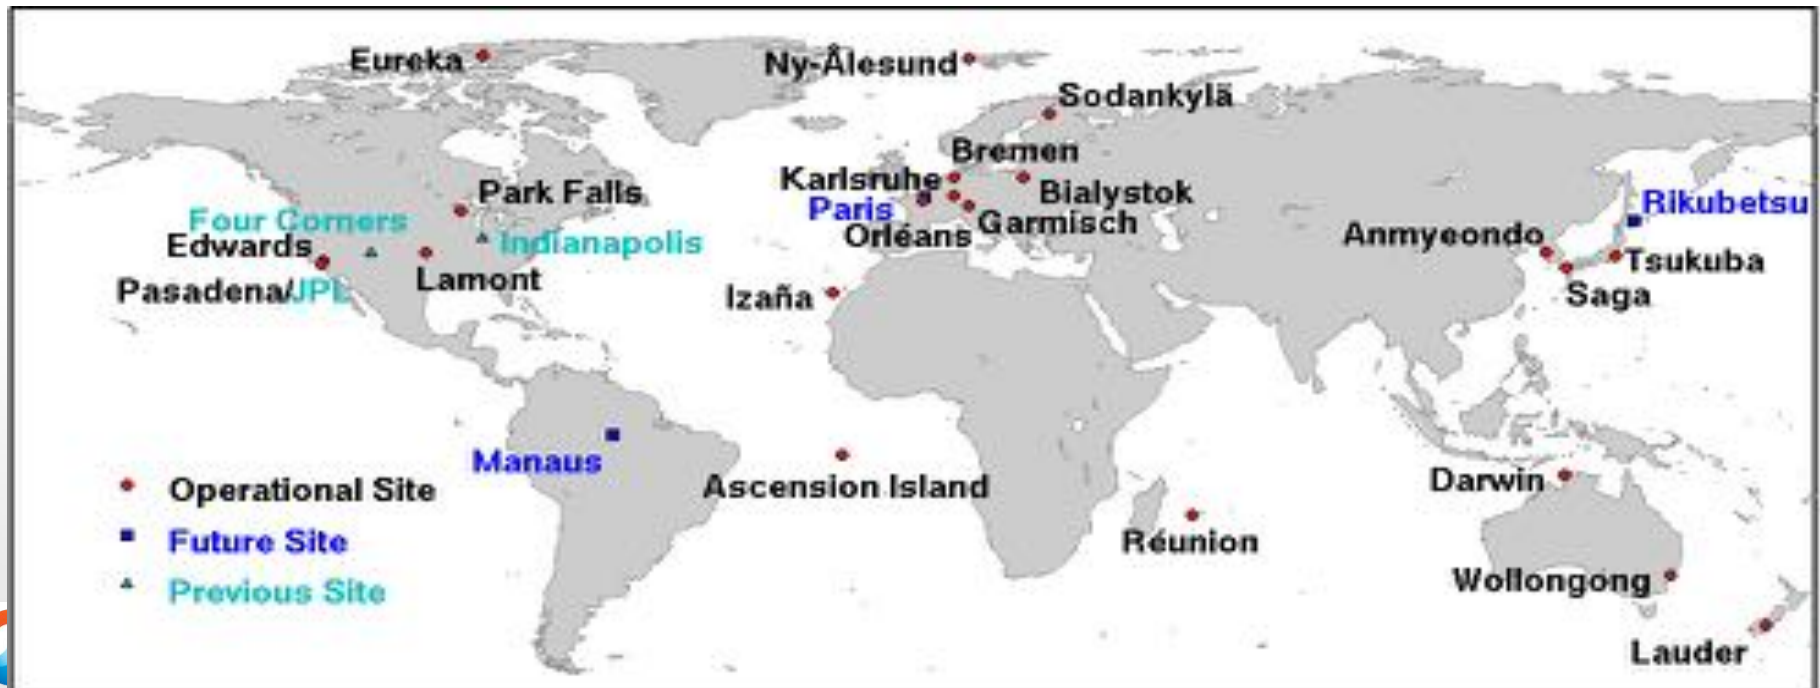 Eureka
Ny-Ålesund
Sodankylä
Bremen
Karlsruhe
Park Falls
Bialystok
Paris
Rikubetsu
Four Corners
Garmisch
Orléans
Anmyeondo
Edwards
Indianapolis
Tsukuba
Lamont
Pasadena/JPL
Izaña
Saga
Manaus
Ascension Island
Darwin
Operational Site
Réunion
Future Site
Wollongong
Previous Site
Lauder